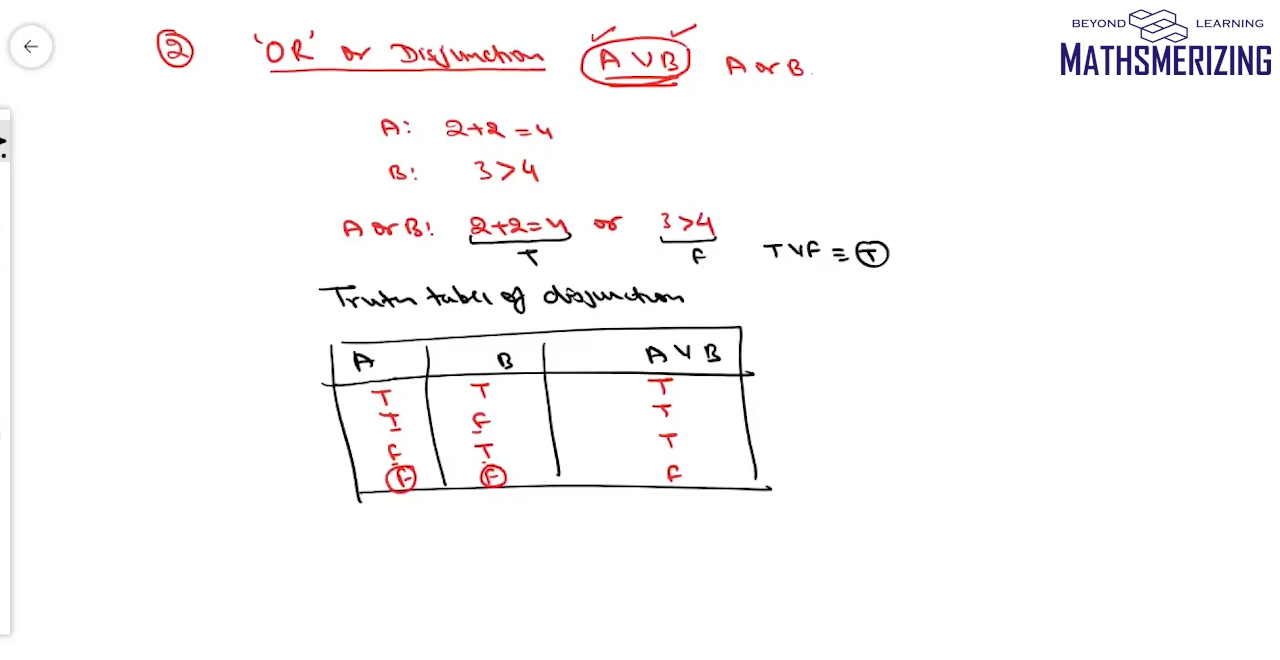 BEYOND LEARNING
MATHSMERIZING
② 'OR' or Disjunction A ∨ B A or B.
A: 2+2=4
B: 3>4
A or B: 2+2=4 or 3>4
T F T∨F ≡ T
Truth table of disjunction
A B A ∨ B
T T T
T F T
F T T
F F F